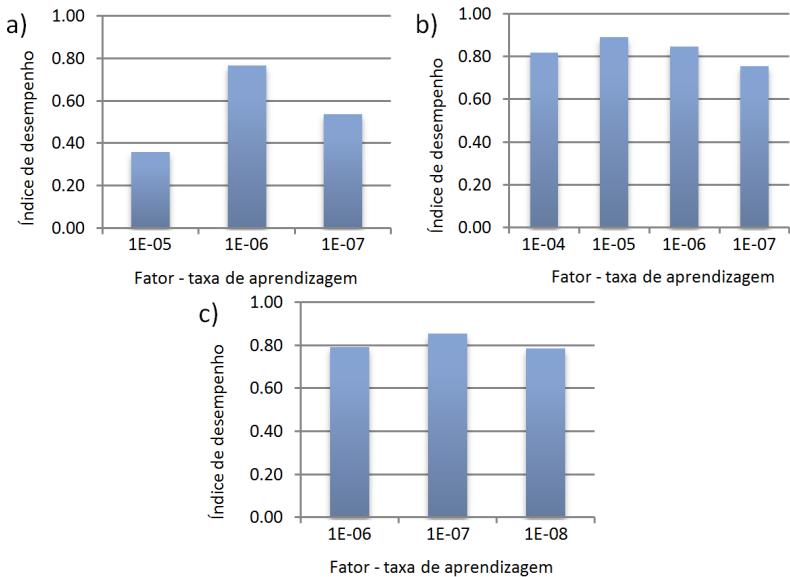 a)
Índice de desempenho
1.00
0.80
0.60
0.40
0.20
0.00
1E-05 1E-06 1E-07
Fator - taxa de aprendizagem
b)
Índice de desempenho
1.00
0.80
0.60
0.40
0.20
0.00
1E-04 1E-05 1E-06 1E-07
Fator - taxa de aprendizagem
c)
Índice de desempenho
1.00
0.80
0.60
0.40
0.20
0.00
1E-06 1E-07 1E-08
Fator - taxa de aprendizagem